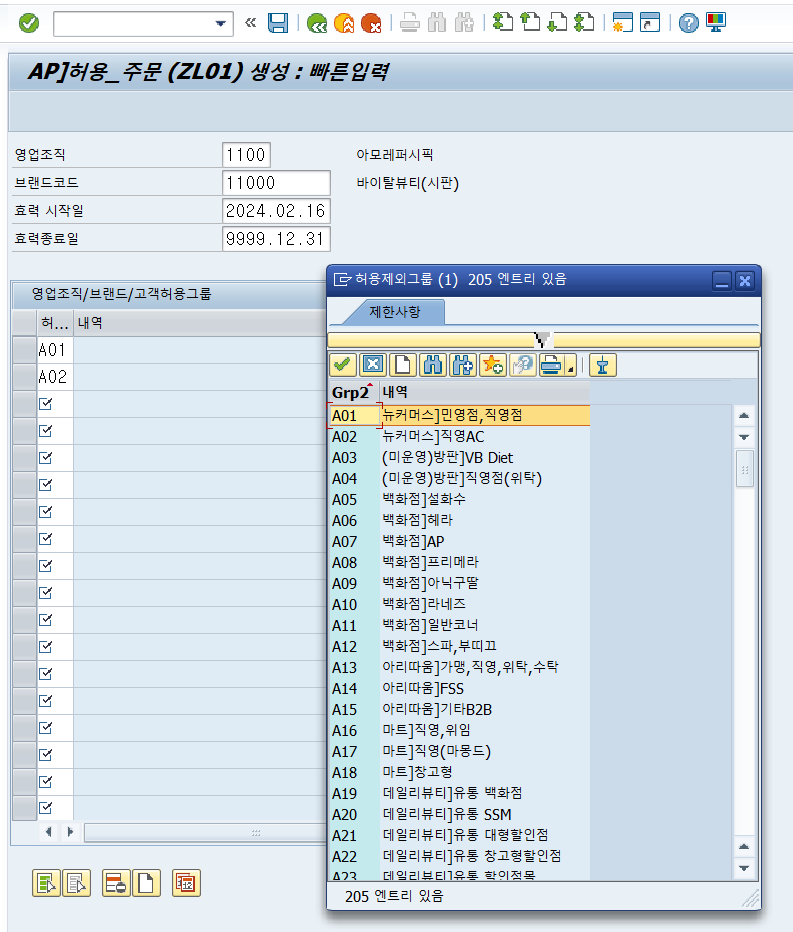 AP]허용_주문 (ZL01) 생성 : 빠른입력
영업조직 1100 아모레퍼시픽
브랜드코드 11000 바이탈뷰티(시판)
효력 시작일 2024.02.16
효력종료일 9999.12.31
영업조직/브랜드/고객허용그룹
허... 내역
A01
A02
허용제외그룹 (1) 205 엔트리 있음
제한사항
Grp2 내역
A01 뉴커머스]민영점,직영점
A02 뉴커머스]직영AC
A03 (미운영)방판]VB Diet
A04 (미운영)방판]직영점(위탁)
A05 백화점]설화수
A06 백화점]헤라
A07 백화점]AP
A08 백화점]프리메라
A09 백화점]아닉구딸
A10 백화점]라네즈
A11 백화점]일반코너
A12 백화점]스파,부띠끄
A13 아리따움]가맹,직영,위탁,수탁
A14 아리따움]FSS
A15 아리따움]기타B2B
A16 마트]직영,위임
A17 마트]직영(마몽드)
A18 마트]창고형
A19 데일리뷰티]유통 백화점
A20 데일리뷰티]유통 SSM
A21 데일리뷰티]유통 대형할인점
A22 데일리뷰티]유통 창고형할인점
A23 데일리뷰티]유통 할인점몰
205 엔트리 있음